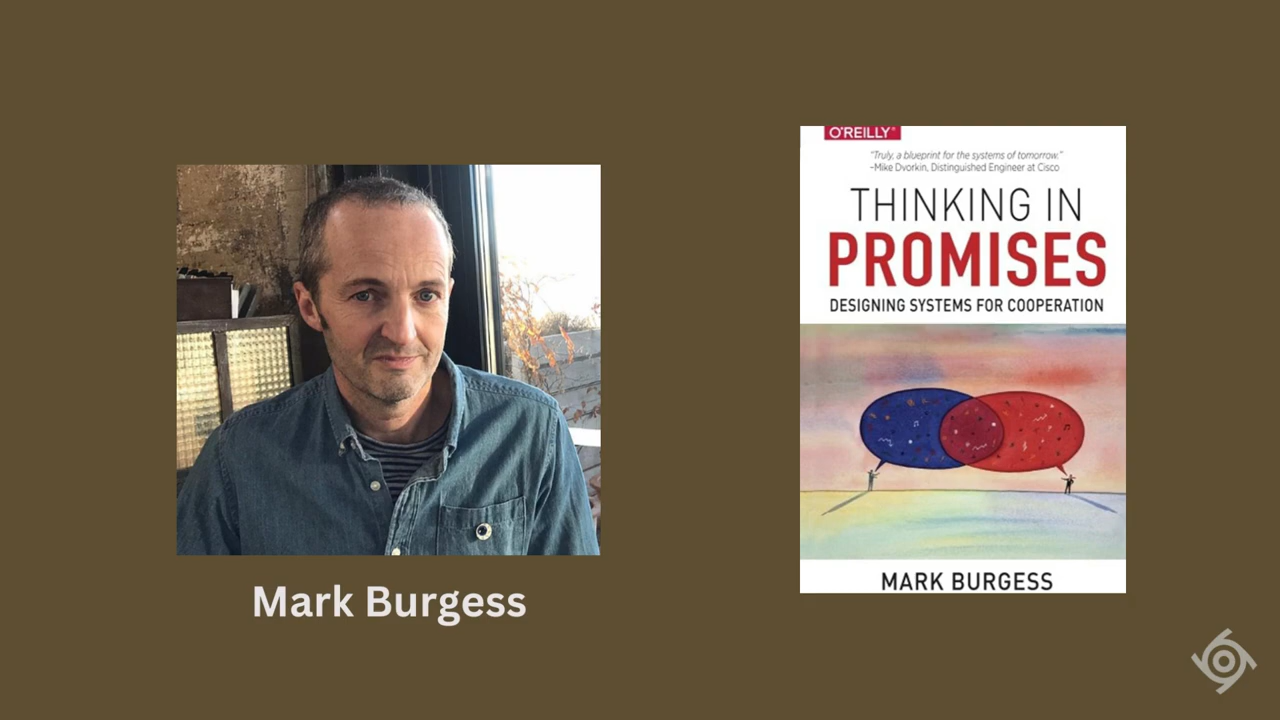 Mark Burgess
O'REILLY®
"Truly, a blueprint for the systems of tomorrow."
–Mike Dvorkin, Distinguished Engineer at Cisco
THINKING IN
PROMISES
DESIGNING SYSTEMS FOR COOPERATION
MARK BURGESS